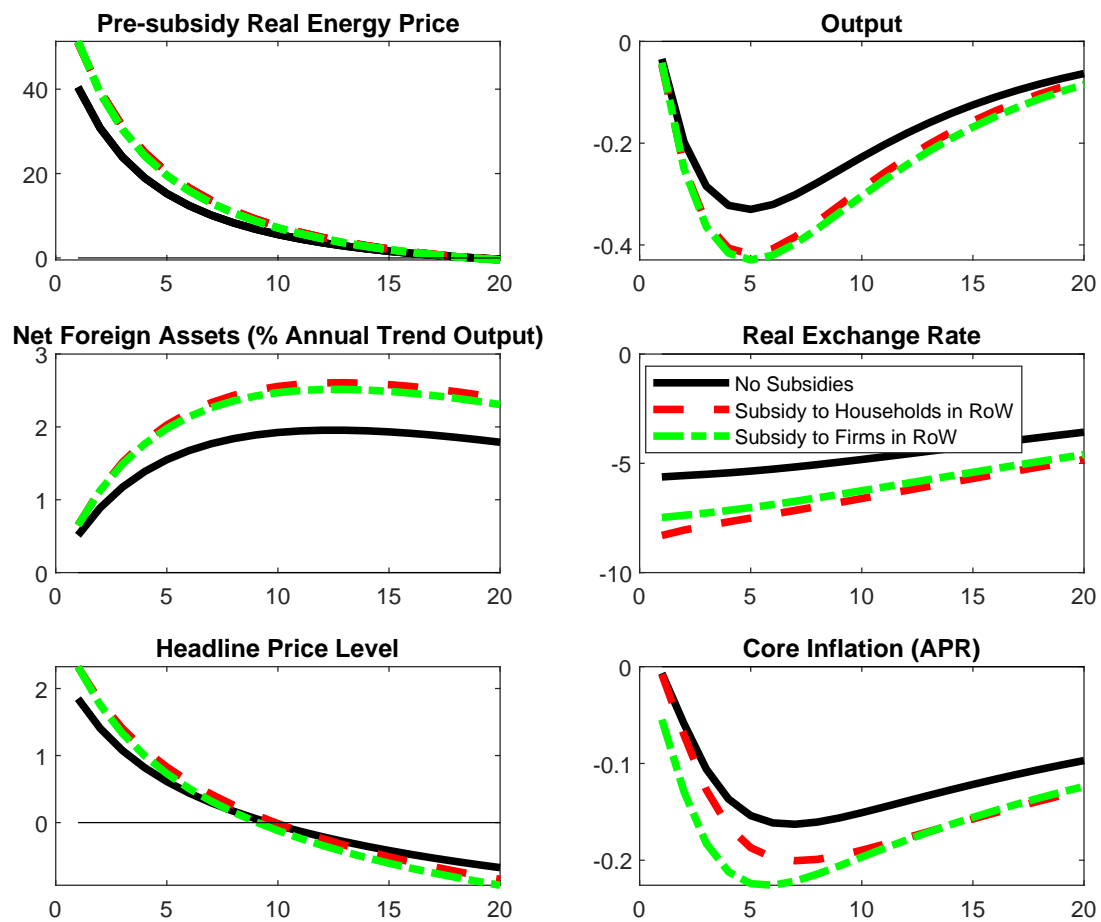 Pre-subsidy Real Energy Price
40
20
0
0 5 10 15 20
Output
0
-0.2
-0.4
0 5 10 15 20
Net Foreign Assets (% Annual Trend Output)
3
2
1
0
0 5 10 15 20
Real Exchange Rate
0
No Subsidies
Subsidy to Households in RoW
Subsidy to Firms in RoW
-5
-10
0 5 10 15 20
Headline Price Level
2
1
0
0 5 10 15 20
Core Inflation (APR)
0
-0.1
-0.2
0 5 10 15 20